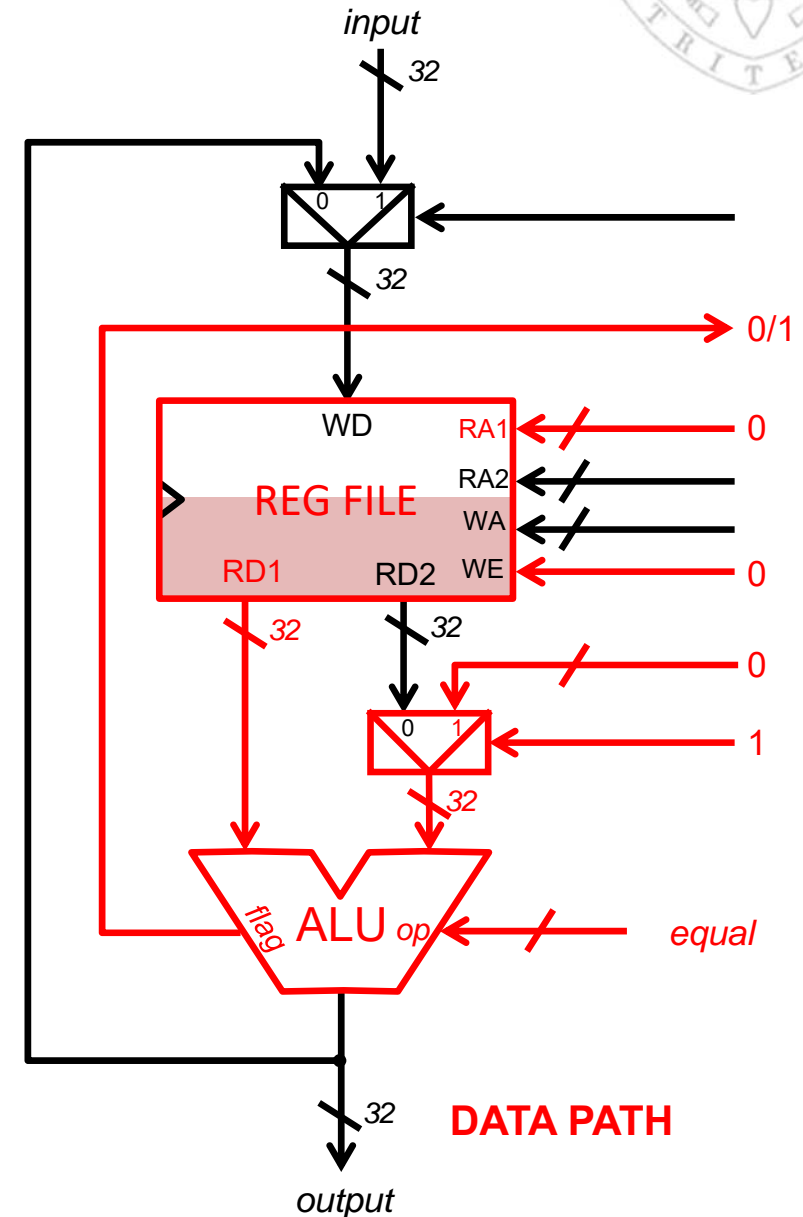 input
32
T R I T E
0 1
32
0/1
WD
RA1
0
RA2
REG FILE
WA
RD1
RD2
WE
0
32
32
0
0 1
1
32
flag
ALU
op
equal
32
DATA PATH
output